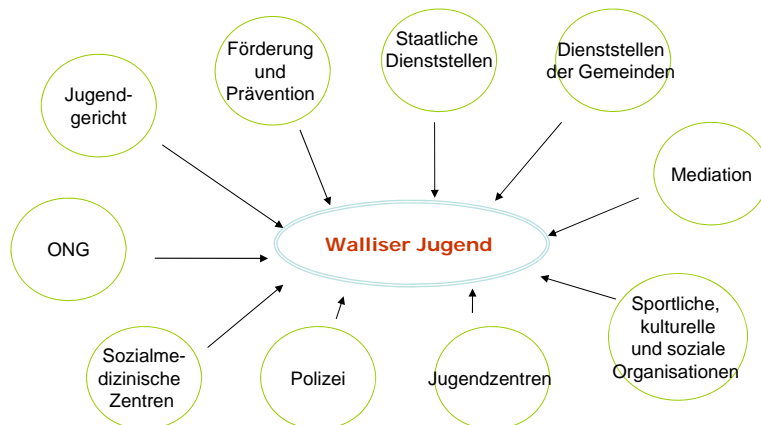 Förderung
und
Prävention
Staatliche
Dienststellen
Dienststellen
der Gemeinden
Jugend-
gericht
Mediation
ONG
Walliser Jugend
Sportliche,
kulturelle
und soziale
Organisationen
Sozialme-
dizinische
Zentren
Polizei
Jugendzentren